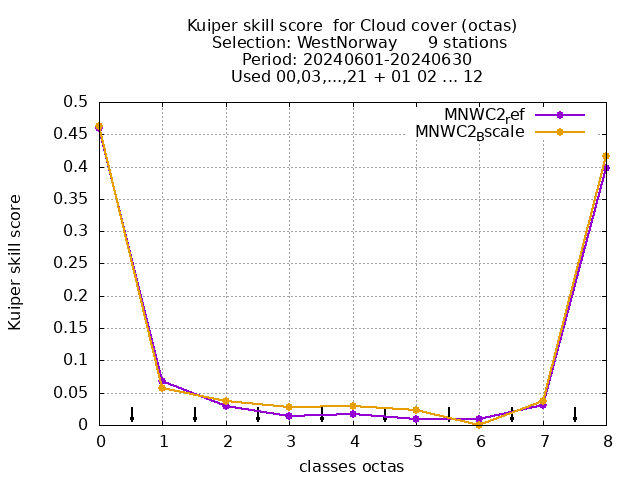 Kuiper skill score  for Cloud cover (octas)
Selection: WestNorway      9 stations
Period: 20240601-20240630
Used 00,03,...,21 + 01 02 ... 12
MNWC2ref
MNWC2Bscale
Kuiper skill score
0.5
0.45
0.4
0.35
0.3
0.25
0.2
0.15
0.1
0.05
0
0 1 2 3 4 5 6 7 8
classes octas